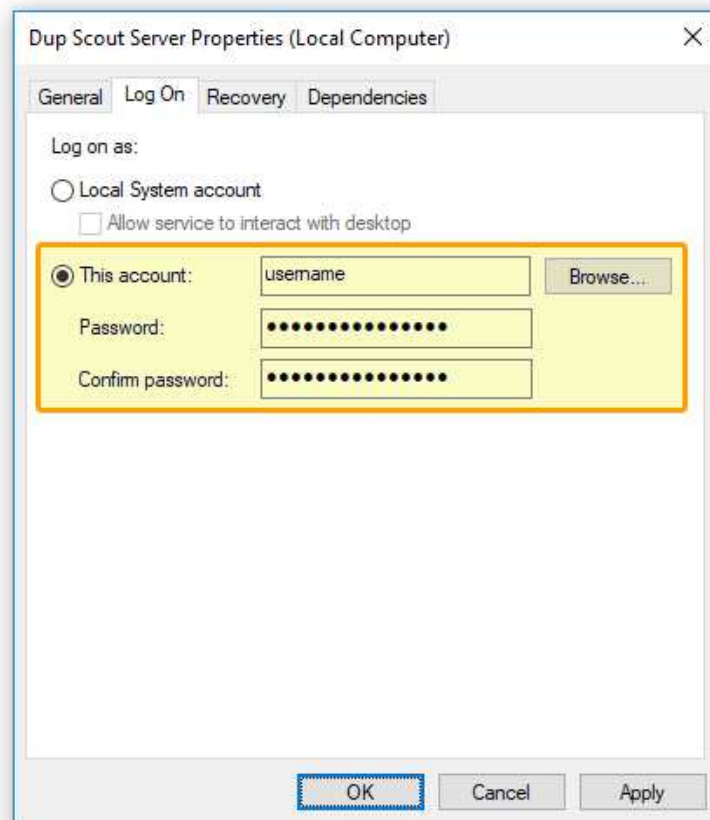 Dup Scout Server Properties (Local Computer)
General Log On Recovery Dependencies
Log on as:
Local System account
Allow service to interact with desktop
This account: username Browse...
Password: ●●●●●●●●●●●●●●●
Confirm password: ●●●●●●●●●●●●●●●
OK Cancel Apply